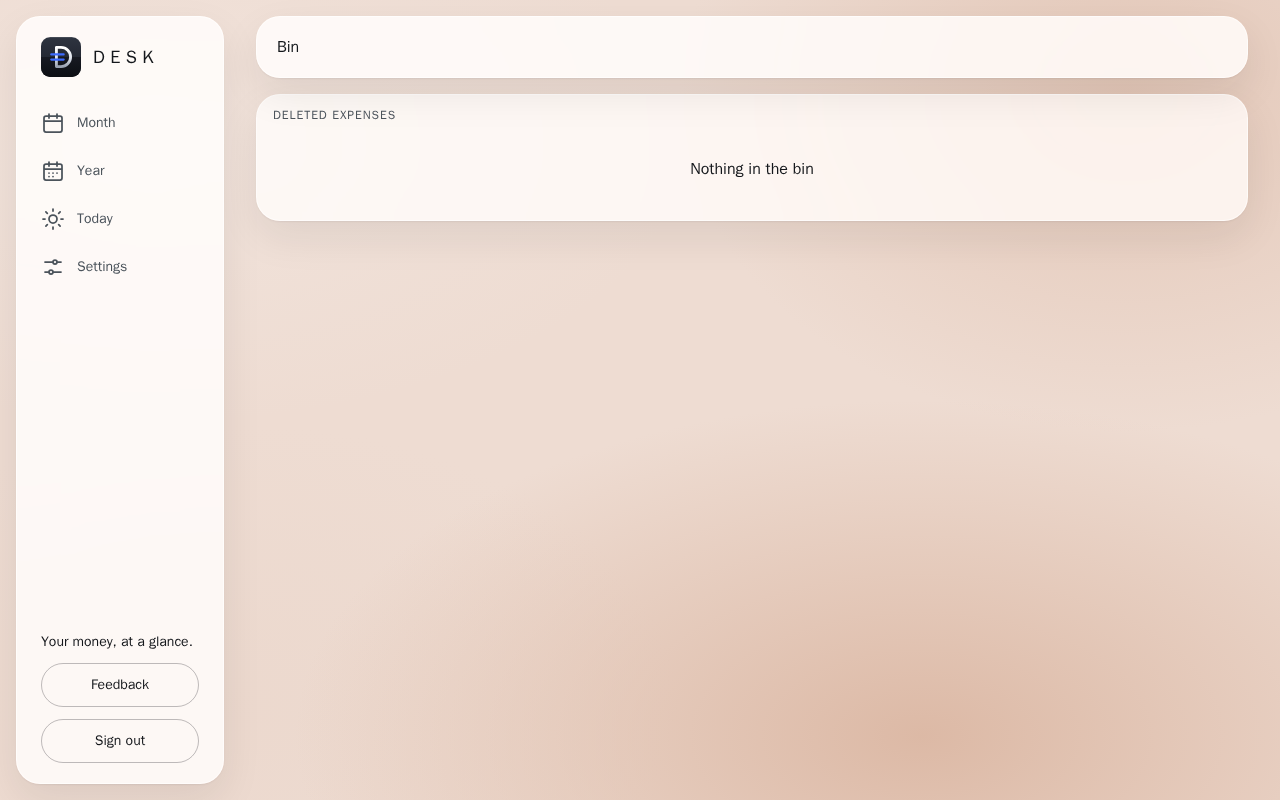 DESK
Month
Year
Today
Settings
Your money, at a glance.
Feedback
Sign out
Bin
DELETED EXPENSES
Nothing in the bin